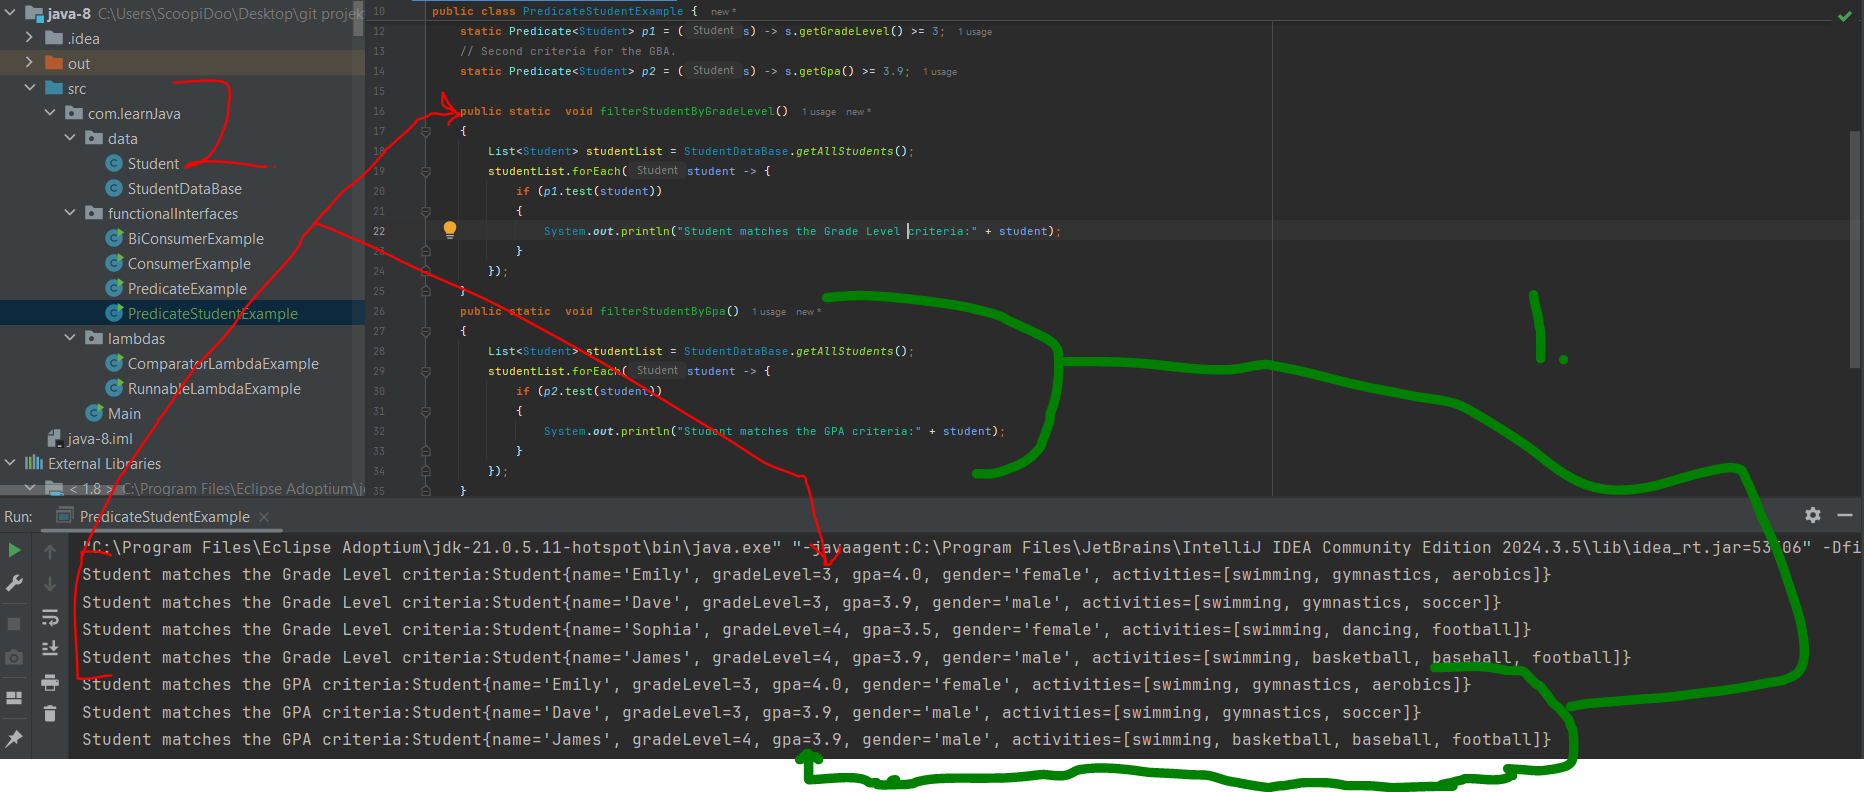 java-8 C:\Users\ScoopiDoo\Desktop\git projek
.idea
out
src
com.learnJava
data
Student
StudentDataBase
functionalInterfaces
BiConsumerExample
ConsumerExample
PredicateExample
PredicateStudentExample
lambdas
ComparatorLambdaExample
RunnableLambdaExample
Main
java-8.iml
External Libraries
< 1.8 > C:\Program Files\Eclipse Adoptium\j
10 public class PredicateStudentExample { new *
12 static Predicate<Student> p1 = ( Student s) -> s.getGradeLevel() >= 3; 1 usage
13 // Second criteria for the GBA.
14 static Predicate<Student> p2 = ( Student s) -> s.getGpa() >= 3.9; 1 usage
15
16 public static void filterStudentByGradeLevel() 1 usage new *
17 {
18 List<Student> studentList = StudentDataBase.getAllStudents();
19 studentList.forEach( Student student -> {
20 if (p1.test(student))
21 {
22 System.out.println("Student matches the Grade Level criteria:" + student);
23 }
24 });
25 }
26 public static void filterStudentByGpa() 1 usage new *
27 {
28 List<Student> studentList = StudentDataBase.getAllStudents();
29 studentList.forEach( Student student -> {
30 if (p2.test(student))
31 {
32 System.out.println("Student matches the GPA criteria:" + student);
33 }
34 });
35 }
1.
Run: PredicateStudentExample
"C:\Program Files\Eclipse Adoptium\jdk-21.0.5.11-hotspot\bin\java.exe" "-javaagent:C:\Program Files\JetBrains\IntelliJ IDEA Community Edition 2024.3.5\lib\idea_rt.jar=53506" -Dfi
Student matches the Grade Level criteria:Student{name='Emily', gradeLevel=3, gpa=4.0, gender='female', activities=[swimming, gymnastics, aerobics]}
Student matches the Grade Level criteria:Student{name='Dave', gradeLevel=3, gpa=3.9, gender='male', activities=[swimming, gymnastics, soccer]}
Student matches the Grade Level criteria:Student{name='Sophia', gradeLevel=4, gpa=3.5, gender='female', activities=[swimming, dancing, football]}
Student matches the Grade Level criteria:Student{name='James', gradeLevel=4, gpa=3.9, gender='male', activities=[swimming, basketball, baseball, football]}
Student matches the GPA criteria:Student{name='Emily', gradeLevel=3, gpa=4.0, gender='female', activities=[swimming, gymnastics, aerobics]}
Student matches the GPA criteria:Student{name='Dave', gradeLevel=3, gpa=3.9, gender='male', activities=[swimming, gymnastics, soccer]}
Student matches the GPA criteria:Student{name='James', gradeLevel=4, gpa=3.9, gender='male', activities=[swimming, basketball, baseball, football]}